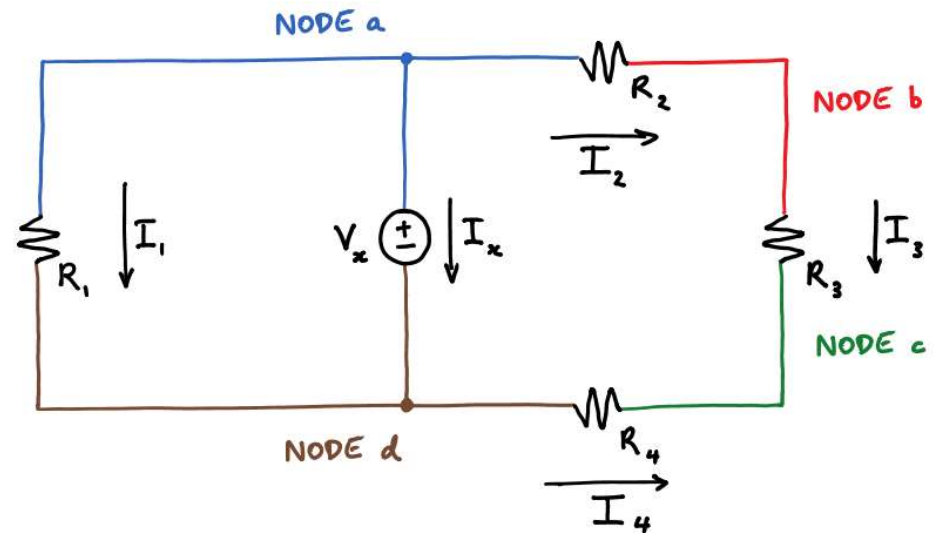 NODE a
R₂
NODE b
I₂
I₁
Vₓ
+
−
Iₓ
I₃
R₁
R₃
NODE c
NODE d
R₄
I₄